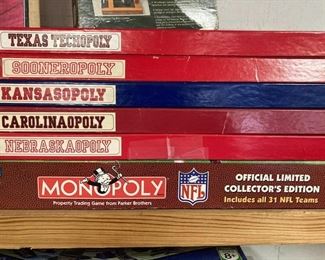 TEXAS TECHOPOLY
SOONEROPOLY
KANSASOPOLY
CAROLINAOPOLY
NEBRASKAOPOLY
MONOPOLY
Property Trading Game from Parker Brothers
NFL
OFFICIAL LIMITED
COLLECTOR'S EDITION
Includes all 31 NFL Teams
8+